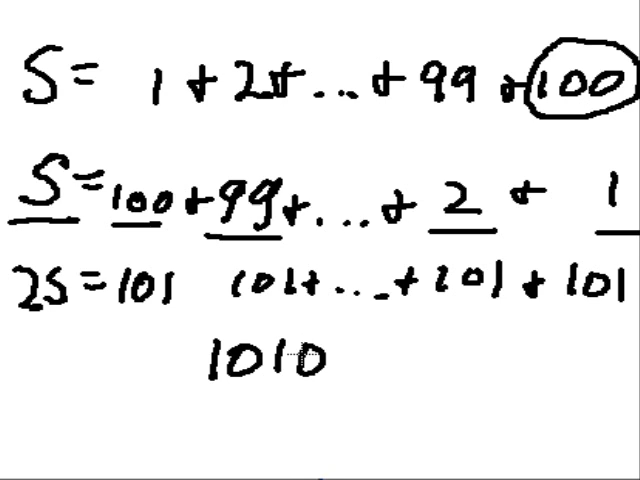 S = 1 + 2 + ... + 99 + 100
S = 100 + 99 + ... + 2 + 1
2S = 101 101 + ... + 101 + 101
1010